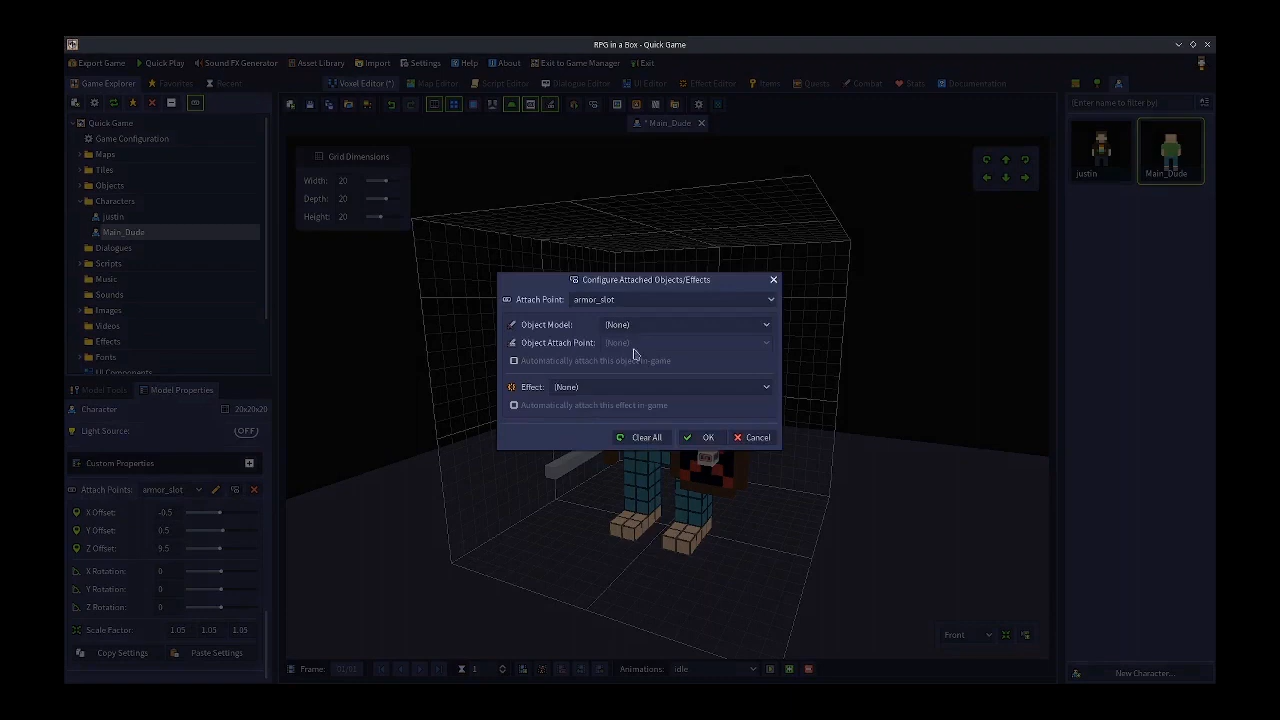 RPG in a Box - Quick Game
Export Game Quick Play Sound FX Generator Asset Library Import Settings Help About Exit to Game Manager Exit
Game Explorer Favorites Recent Voxel Editor (*) Map Editor Script Editor Dialogue Editor UI Editor Effect Editor Items Quests Combat Stats Documentation
(Enter name to filter by)
Quick Game
* Main_Dude
Game Configuration
Maps
Grid Dimensions
Tiles
Width: 20
justin
Main_Dude
Objects
Depth: 20
Characters
Height: 20
justin
Main_Dude
Dialogues
Scripts
Music
Configure Attached Objects/Effects
Sounds
Attach Point: armor_slot
Images
Object Model: (None)
Videos
Object Attach Point: (None)
Effects
Fonts
Automatically attach this object in-game
UI Components
Effect: (None)
Model Tools Model Properties
Automatically attach this effect in-game
Character 20x20x20
Light Source: (OFF)
Clear All OK Cancel
Custom Properties
Attach Points: armor_slot
X Offset: -0.5
Y Offset: 0.5
Z Offset: 9.5
X Rotation: 0
Y Rotation: 0
Z Rotation: 0
Scale Factor: 1.05 1.05 1.05
Front
Copy Settings Paste Settings
Frame: 01/01 1 Animations: idle
New Character...